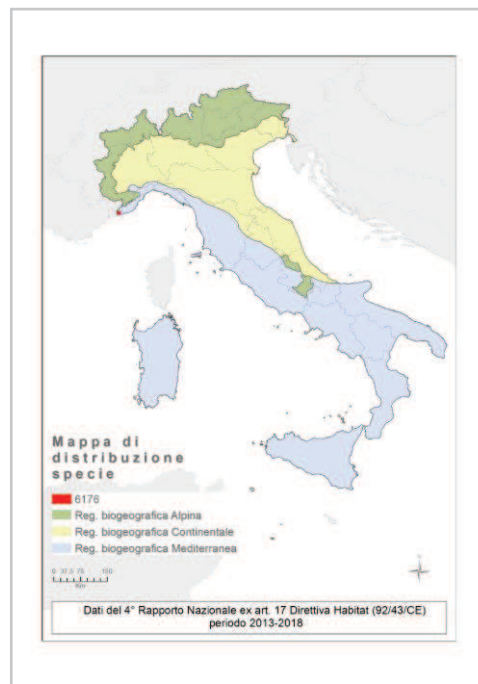 Mappa di
distribuzione
specie
6176
Reg. biogeografica Alpina
Reg. biogeografica Continentale
Reg. biogeografica Mediterranea
0 37,5 75 150
Km
Dati del 4° Rapporto Nazionale ex art. 17 Direttiva Habitat (92/43/CE)
periodo 2013-2018